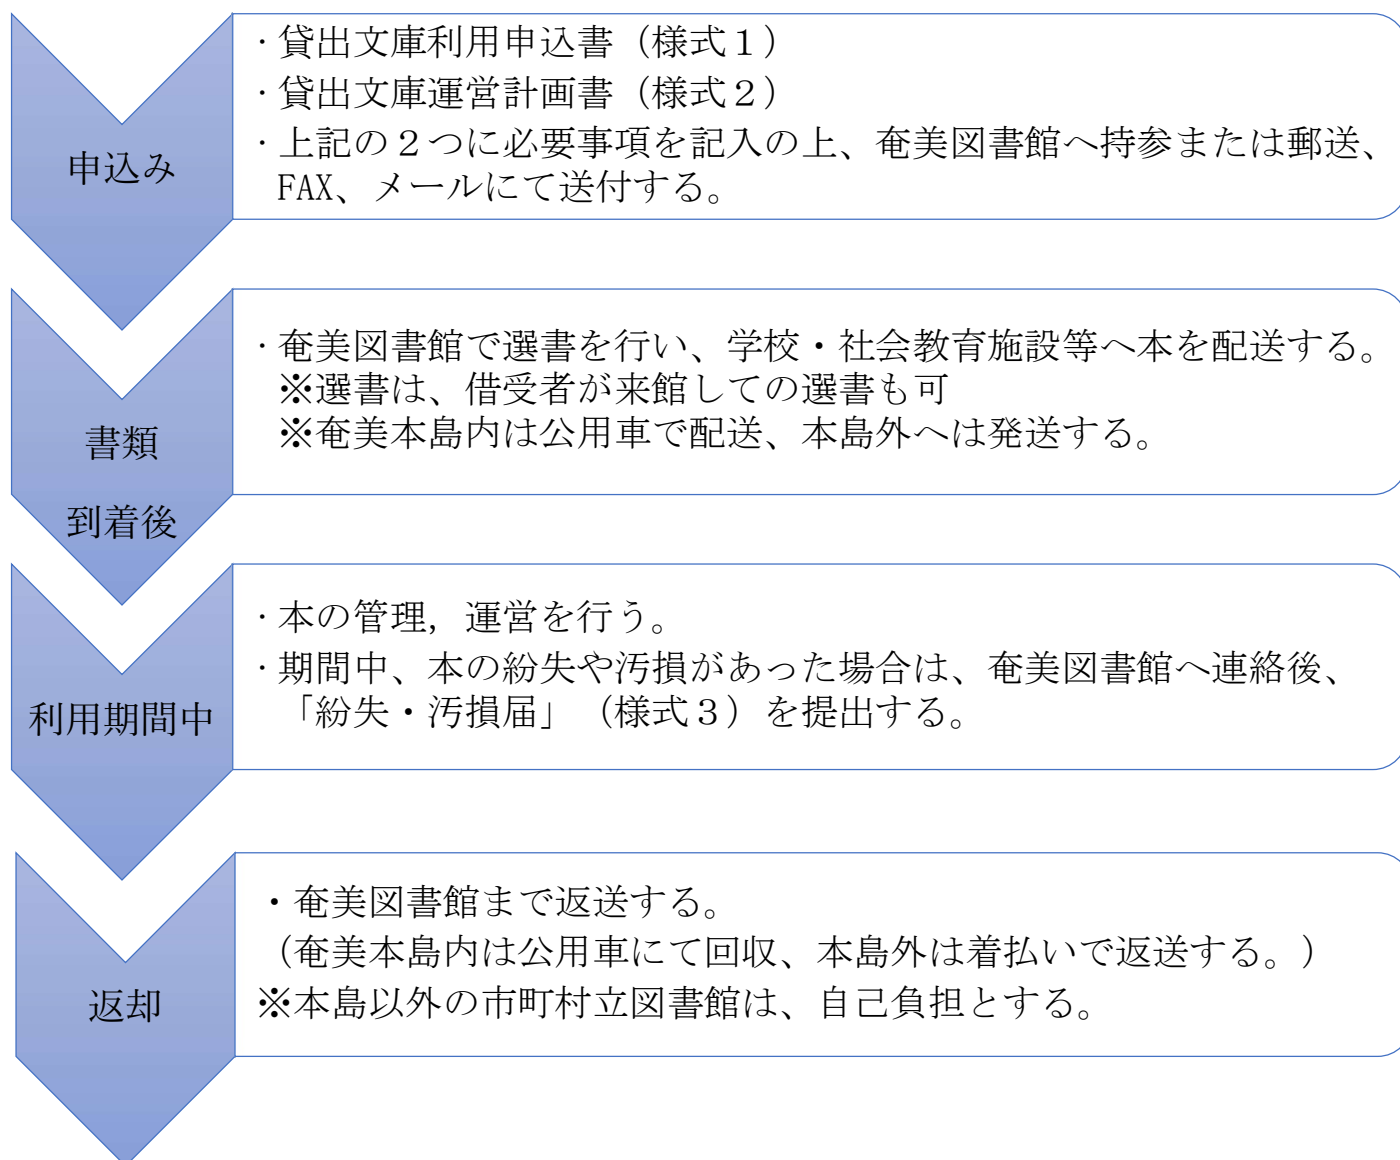 申込み
・貸出文庫利用申込書（様式１）
・貸出文庫運営計画書（様式２）
・上記の２つに必要事項を記入の上、奄美図書館へ持参または郵送、
FAX、メールにて送付する。
書類
到着後
・奄美図書館で選書を行い、学校・社会教育施設等へ本を配送する。
※選書は、借受者が来館しての選書も可
※奄美本島内は公用車で配送、本島外へは発送する。
利用期間中
・本の管理，運営を行う。
・期間中、本の紛失や汚損があった場合は、奄美図書館へ連絡後、
「紛失・汚損届」（様式３）を提出する。
返却
・奄美図書館まで返送する。
（奄美本島内は公用車にて回収、本島外は着払いで返送する。）
※本島以外の市町村立図書館は、自己負担とする。